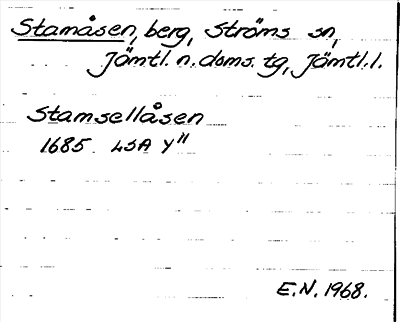 Stamåsen, berg, Ströms sn,
Jämtl. n. doms. tg, Jämtl. l.
Stamsellåsen
1685 LSA Y"
E.N. 1968.